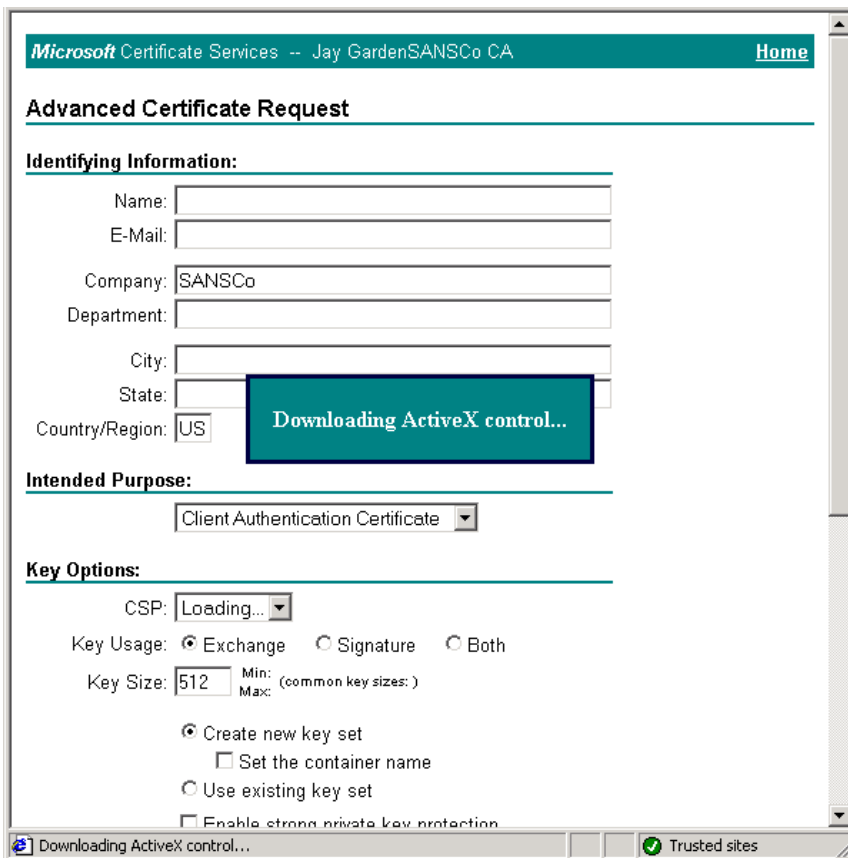 Microsoft Certificate Services -- Jay GardenSANSCo CA Home
Advanced Certificate Request
Identifying Information:
Name:
E-Mail:
Company: SANSCo
Department:
City:
State:
Downloading ActiveX control...
Country/Region: US
Intended Purpose:
Client Authentication Certificate
Key Options:
CSP: Loading...
Key Usage: Exchange Signature Both
Key Size: 512 Min: (common key sizes: )
Max:
Create new key set
Set the container name
Use existing key set
Enable strong private key protection
Downloading ActiveX control... Trusted sites